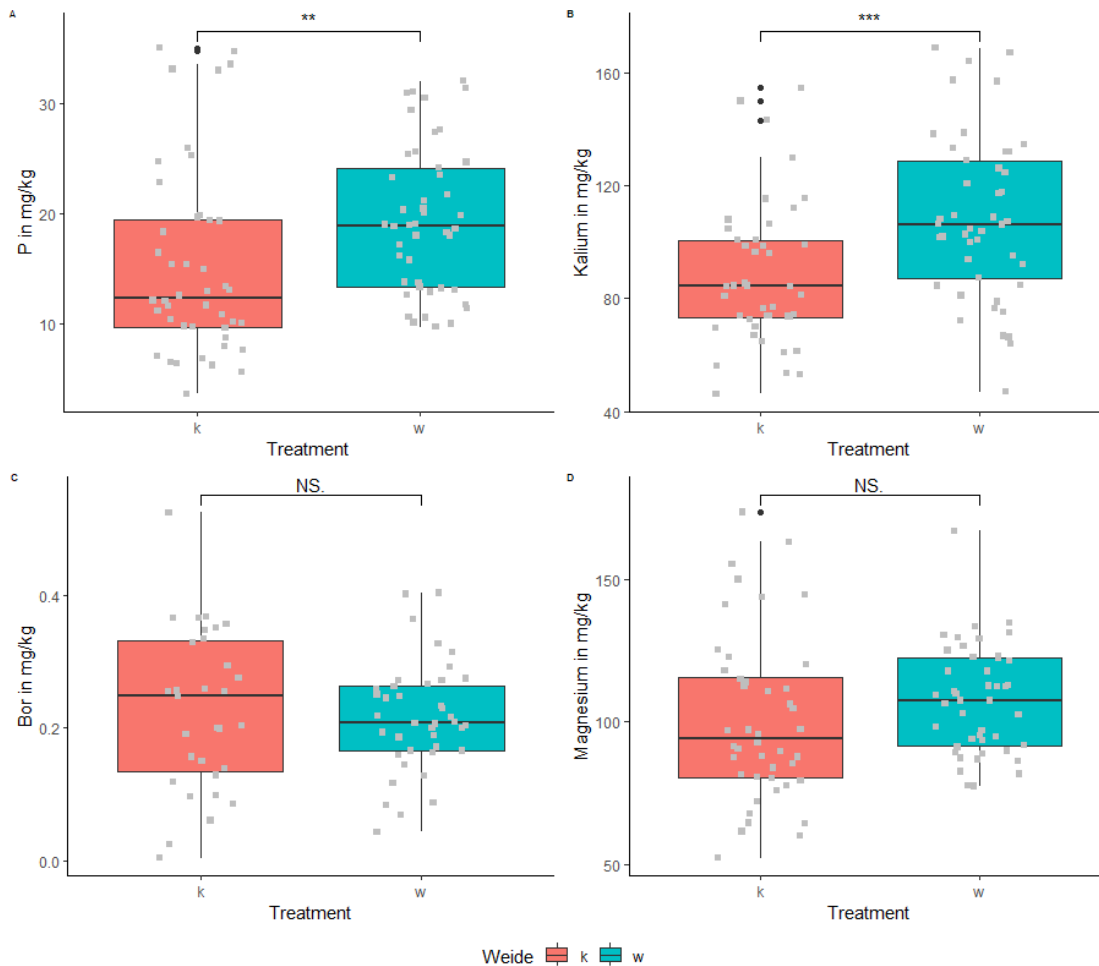 A
**
P in mg/kg
30
20
10
k
w
Treatment
B
***
Kalium in mg/kg
160
120
80
40
k
w
Treatment
C
NS.
Bor in mg/kg
0.4
0.2
0.0
k
w
Treatment
D
NS.
Magnesium in mg/kg
150
100
50
k
w
Treatment
Weide k w